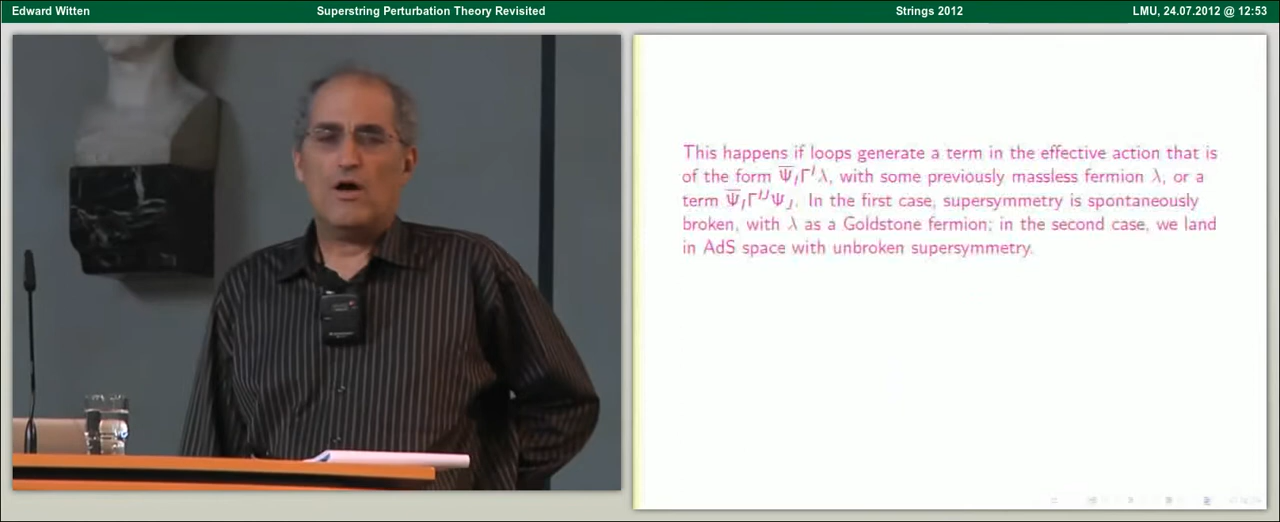 Edward Witten
Superstring Perturbation Theory Revisited
Strings 2012
LMU, 24.07.2012 @ 12:53
This happens if loops generate a term in the effective action that is
of the form Ψ̅_I Γ^I λ, with some previously massless fermion λ, or a
term Ψ̅_I Γ^{IJ} Ψ_J. In the first case, supersymmetry is spontaneously
broken, with λ as a Goldstone fermion; in the second case, we land
in AdS space with unbroken supersymmetry.